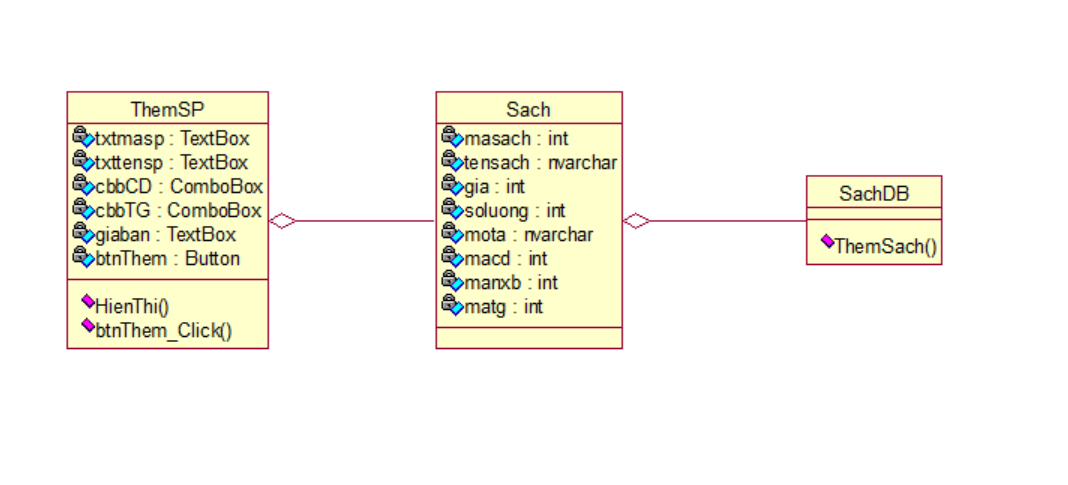 ThemSP
txtmasp : TextBox
txttensp : TextBox
cbbCD : ComboBox
cbbTG : ComboBox
giaban : TextBox
btnThem : Button
HienThi()
btnThem_Click()
Sach
masach : int
tensach : nvarchar
gia : int
soluong : int
mota : nvarchar
macd : int
manxb : int
matg : int
SachDB
ThemSach()